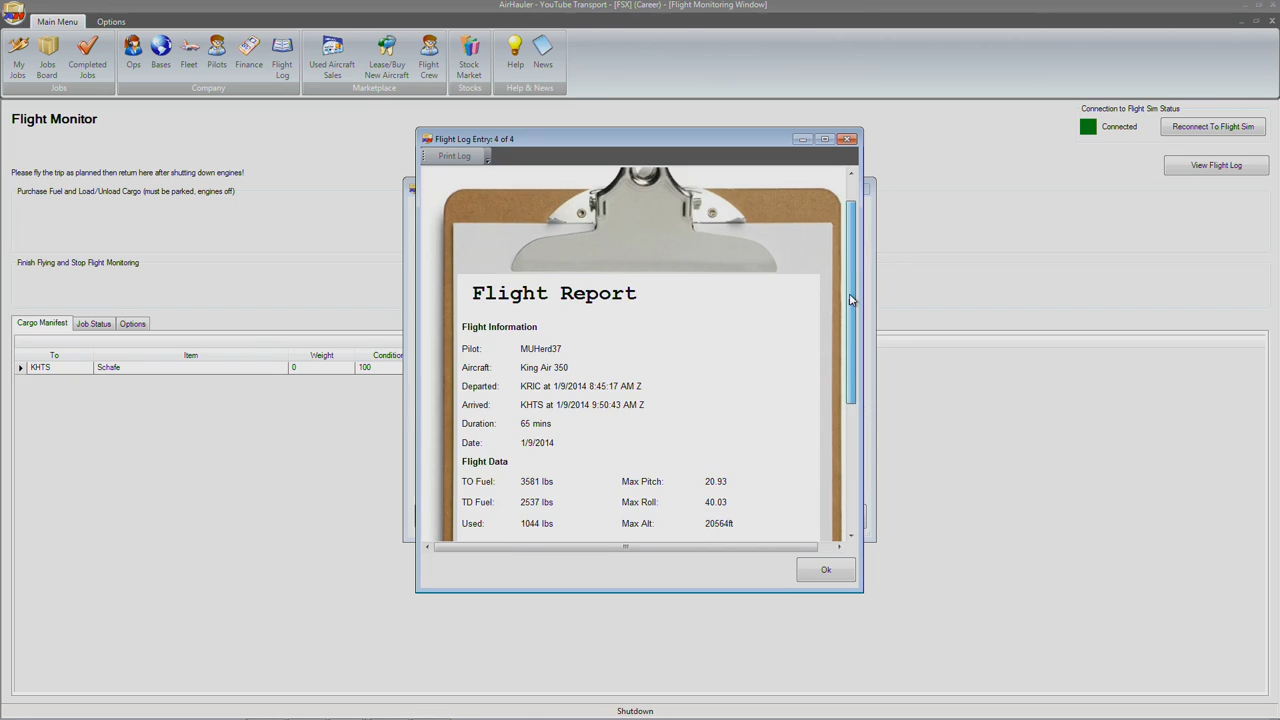 AirHauler - YouTube Transport - [FSX] (Career) - [Flight Monitoring Window]
Main Menu Options
My Jobs
Jobs Board
Completed Jobs
Ops
Bases
Fleet
Pilots
Finance
Flight Log
Used Aircraft Sales
Lease/Buy New Aircraft
Flight Crew
Stock Market
Help
News
Jobs
Company
Marketplace
Stocks
Help & News
Flight Monitor
Connection to Flight Sim Status
Connected
Reconnect To Flight Sim
View Flight Log
Please fly the trip as planned then return here after shutting down engines!
Purchase Fuel and Load/Unload Cargo (must be parked, engines off)
Finish Flying and Stop Flight Monitoring
Cargo Manifest Job Status Options
To Item Weight Conditio
KHTS Schafe 0 100
Flight Log Entry: 4 of 4
Print Log
Flight Report
Flight Information
Pilot: MUHerd37
Aircraft: King Air 350
Departed: KRIC at 1/9/2014 8:45:17 AM Z
Arrived: KHTS at 1/9/2014 9:50:43 AM Z
Duration: 65 mins
Date: 1/9/2014
Flight Data
TO Fuel: 3581 lbs Max Pitch: 20.93
TD Fuel: 2537 lbs Max Roll: 40.03
Used: 1044 lbs Max Alt: 20564ft
Ok
Shutdown